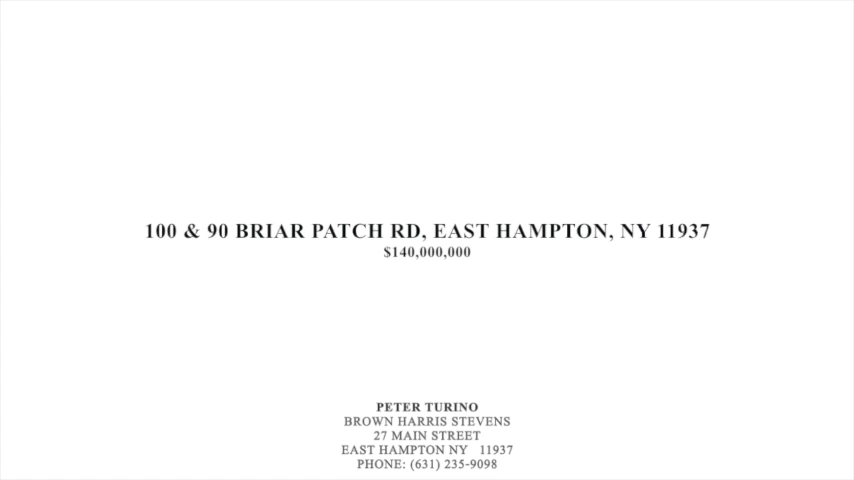 100 & 90 BRIAR PATCH RD, EAST HAMPTON, NY 11937
$140,000,000
PETER TURINO
BROWN HARRIS STEVENS
27 MAIN STREET
EAST HAMPTON NY 11937
PHONE: (631) 235-9098